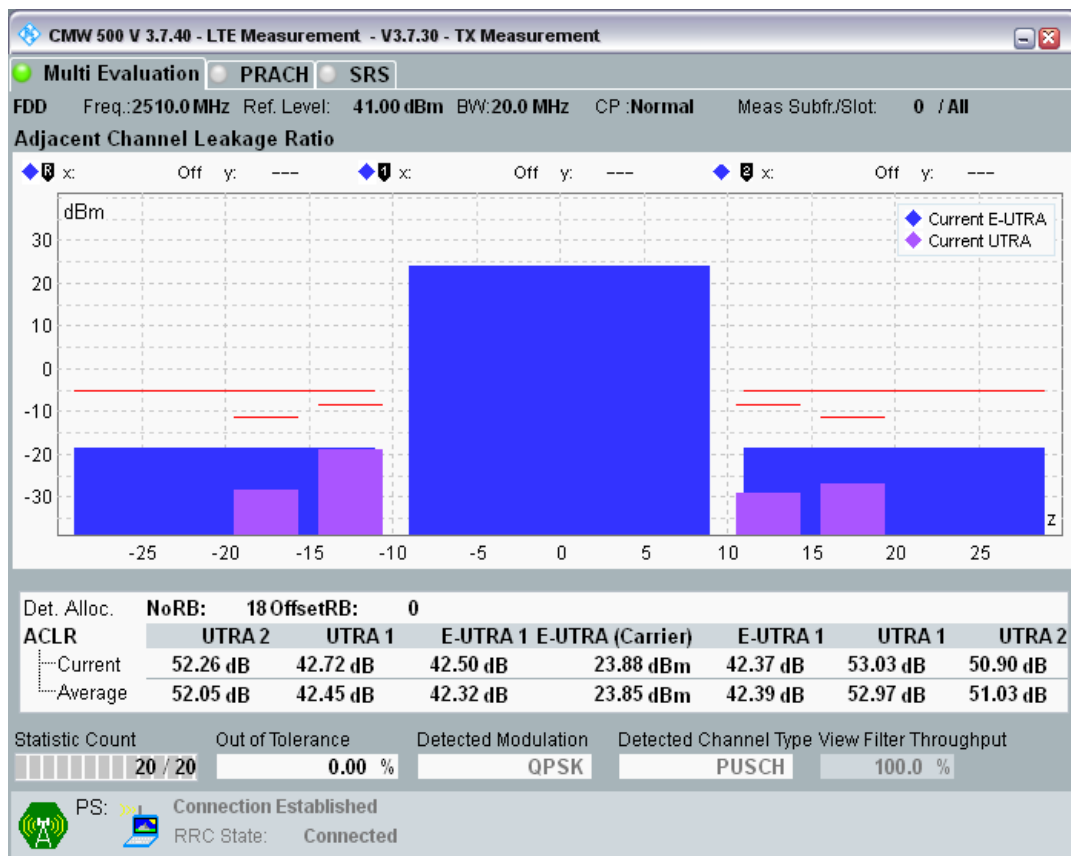 CMW 500 V 3.7.40 - LTE Measurement - V3.7.30 - TX Measurement
Multi Evaluation PRACH SRS
FDD Freq.:2510.0 MHz Ref. Level: 41.00 dBm BW:20.0 MHz CP :Normal Meas Subfr./Slot: 0 / All
Adjacent Channel Leakage Ratio
R x: Off y: --- 1 x: Off y: --- 2 x: Off y: ---
dBm
Current E-UTRA
Current UTRA
30
20
10
0
-10
-20
-30
z
-25 -20 -15 -10 -5 0 5 10 15 20 25
Det. Alloc. NoRB: 18 OffsetRB: 0
ACLR UTRA 2 UTRA 1 E-UTRA 1 E-UTRA (Carrier) E-UTRA 1 UTRA 1 UTRA 2
Current 52.26 dB 42.72 dB 42.50 dB 23.88 dBm 42.37 dB 53.03 dB 50.90 dB
Average 52.05 dB 42.45 dB 42.32 dB 23.85 dBm 42.39 dB 52.97 dB 51.03 dB
Statistic Count Out of Tolerance Detected Modulation Detected Channel Type View Filter Throughput
20 / 20 0.00 % QPSK PUSCH 100.0 %
PS: Connection Established
RRC State: Connected